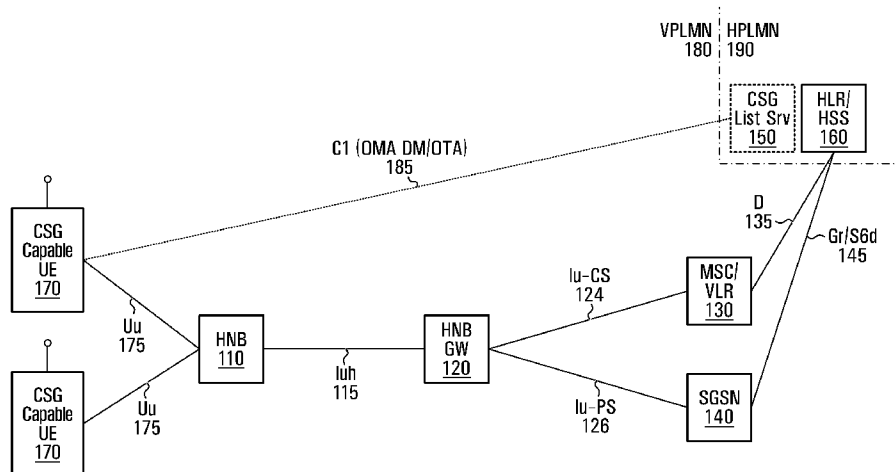 VPLMN HPLMN
180 190
CSG
List Srv
150
HLR/
HSS
160
C1 (OMA DM/OTA)
185
D
135
Gr/S6d
145
CSG
Capable
UE
170
Iu-CS
124
MSC/
VLR
130
Uu
175
HNB
110
HNB
GW
120
Iuh
115
CSG
Capable
UE
170
Uu
175
Iu-PS
126
SGSN
140